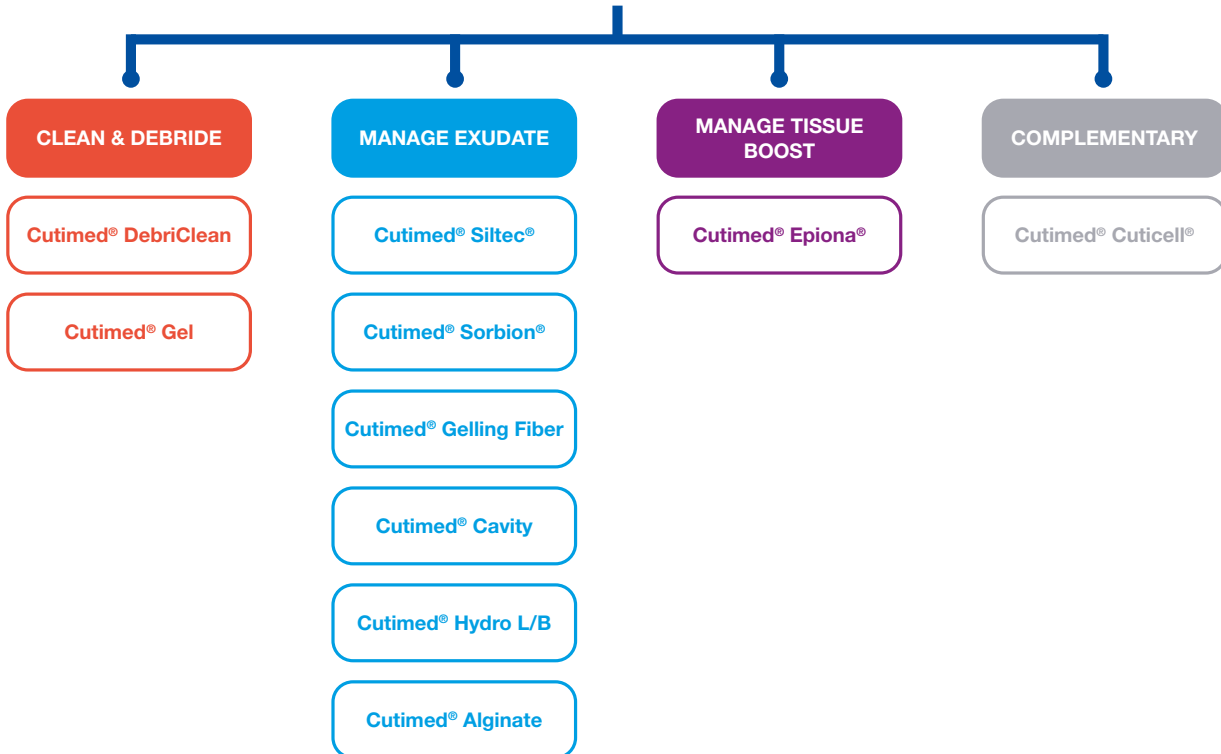 CLEAN & DEBRIDE
Cutimed® DebriClean
Cutimed® Gel
MANAGE EXUDATE
Cutimed® Siltec®
Cutimed® Sorbion®
Cutimed® Gelling Fiber
Cutimed® Cavity
Cutimed® Hydro L/B
Cutimed® Alginate
MANAGE TISSUE
BOOST
Cutimed® Epiona®
COMPLEMENTARY
Cutimed® Cuticell®